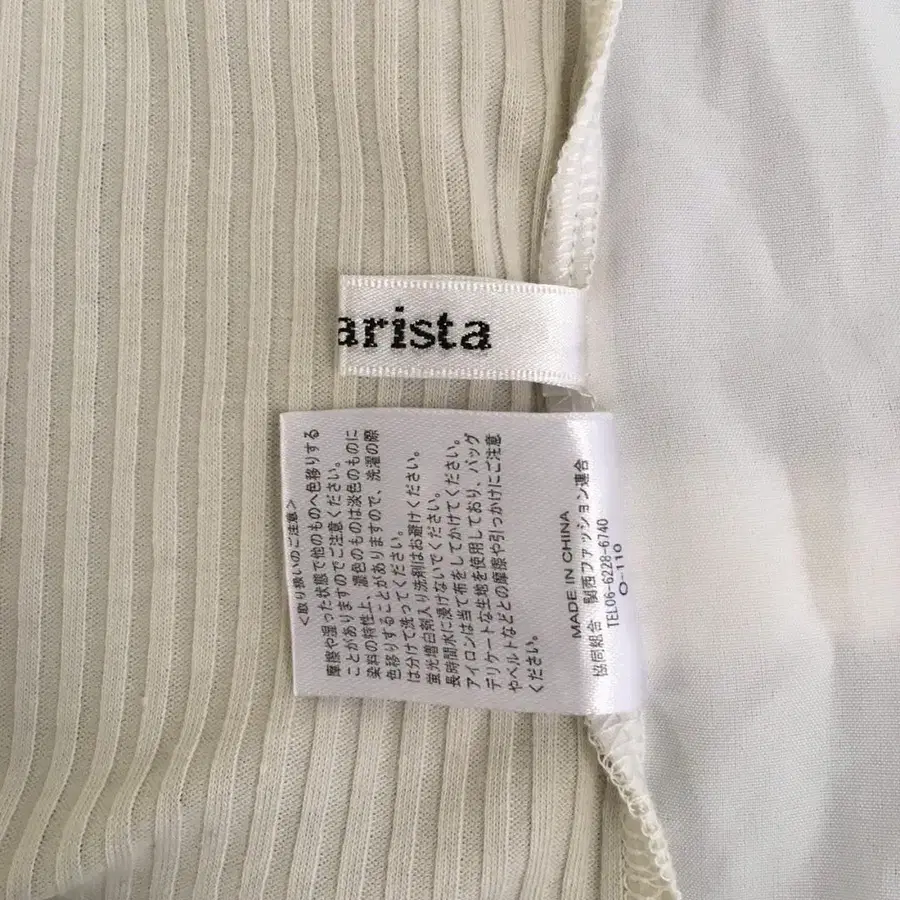 arista
<取り扱いのご注意>
摩擦や湿った状態で他のものへ色移りする
ことがありますのでご注意ください。
染料の特性上、濃色のものは淡色のものに
色移りすることがありますので、洗濯の際
は分けて洗ってください。
蛍光増白剤入り洗剤はお避けください。
長時間水に浸けないでください。
アイロンは当て布をしてかけてください。
デリケートな生地を使用しており、バッグ
やベルトなどとの摩擦や引っかけにご注意
ください。
MADE IN CHINA
協同組合 関西ファッション連合
TEL06-6228-6740
O-110